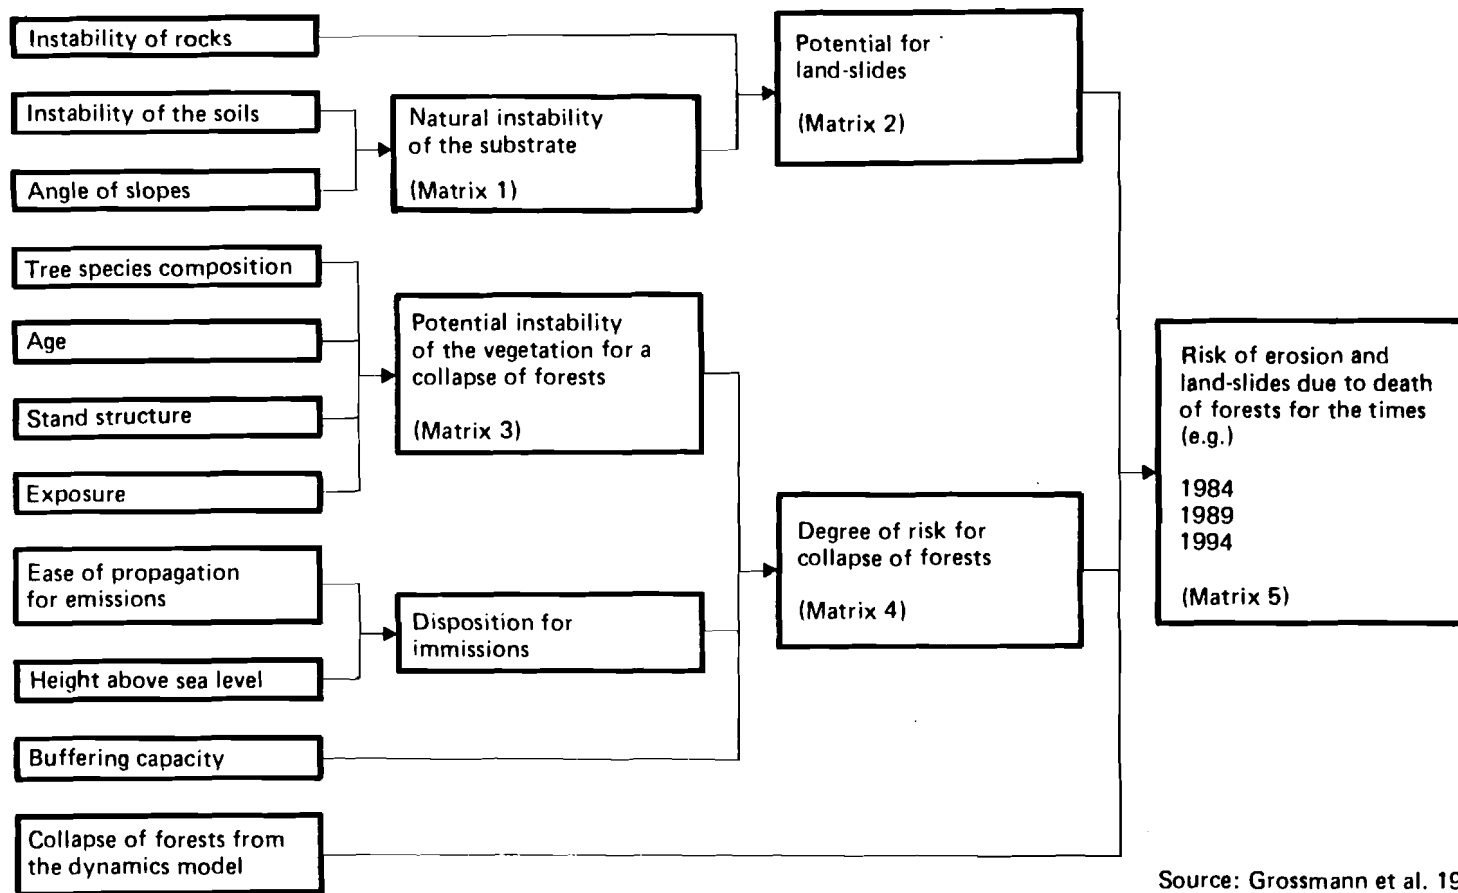 Instability of rocks
Instability of the soils
Angle of slopes
Tree species composition
Age
Stand structure
Exposure
Ease of propagation
for emissions
Height above sea level
Buffering capacity
Collapse of forests from
the dynamics model
Natural instability
of the substrate
(Matrix 1)
Potential instability
of the vegetation for a
collapse of forests
(Matrix 3)
Disposition for
immissions
Potential for
land-slides
(Matrix 2)
Degree of risk for
collapse of forests
(Matrix 4)
Risk of erosion and
land-slides due to death
of forests for the times
(e.g.)
1984
1989
1994
(Matrix 5)
Source: Grossmann et al. 19